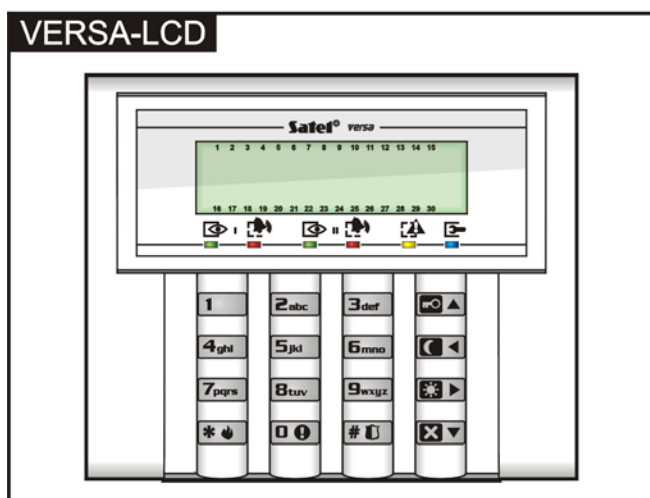 VERSA-LCD
Satel® versa
1 2 3 4 5 6 7 8 9 10 11 12 13 14 15
16 17 18 19 20 21 22 23 24 25 26 27 28 29 30
I II
1 2abc 3def
4ghi 5jkl 6mno
7pqrs 8tuv 9wxyz
* 0 #